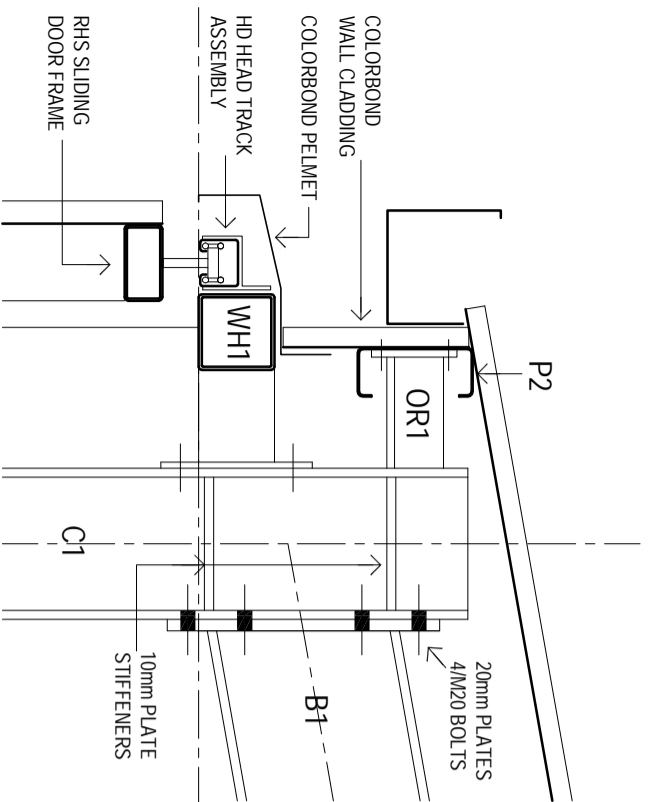 COLORBOND
WALL CLADDING
COLORBOND PELMET
HD HEAD TRACK
ASSEMBLY
RHS SLIDING
DOOR FRAME
P2
WH1
OR1
C1
B1
20mm PLATES
4/M20 BOLTS
10mm PLATE
STIFFENERS